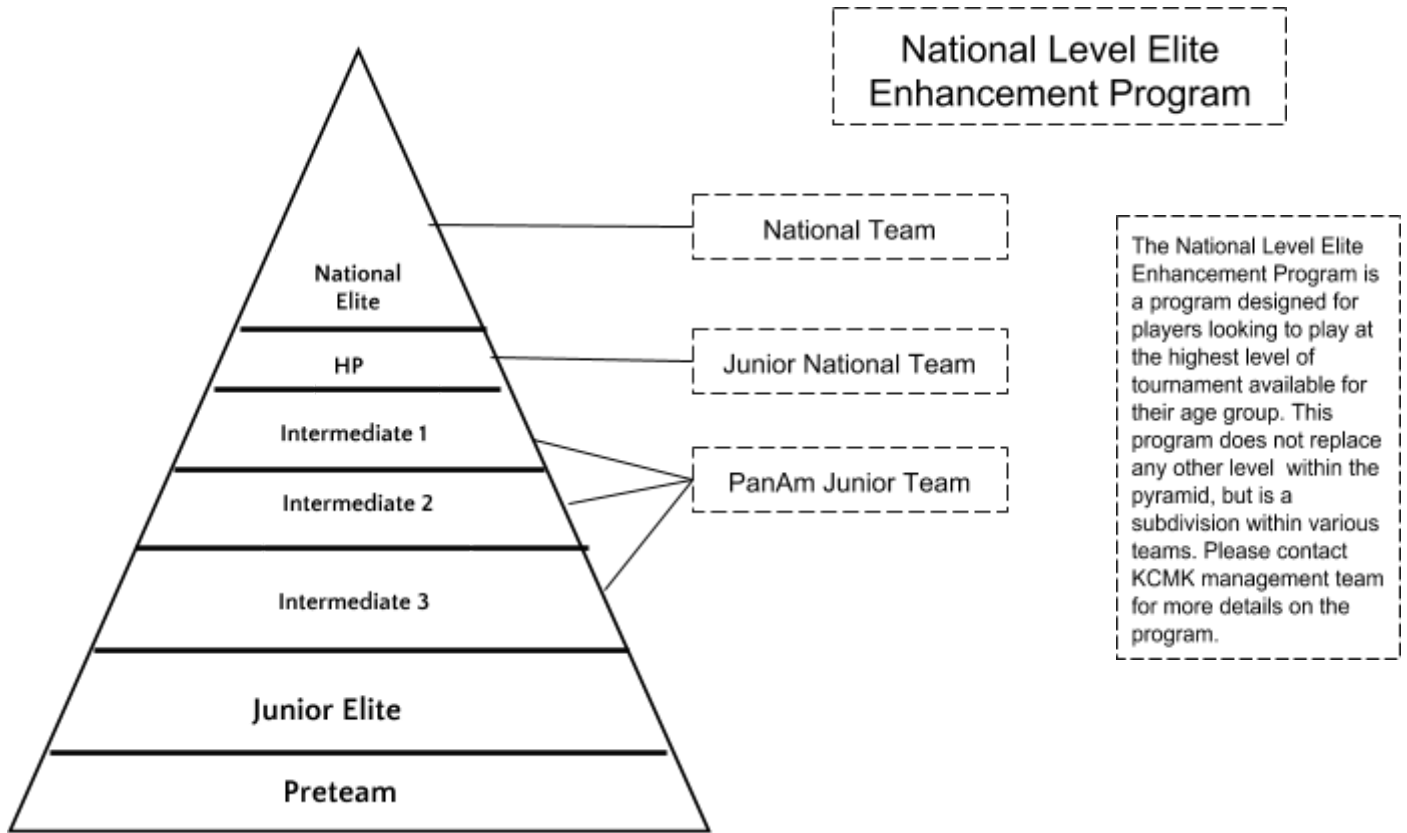 National Level Elite
Enhancement Program
National Team
National
Elite
HP
Junior National Team
Intermediate 1
Intermediate 2
PanAm Junior Team
Intermediate 3
Junior Elite
Preteam
The National Level Elite
Enhancement Program is
a program designed for
players looking to play at
the highest level of
tournament available for
their age group. This
program does not replace
any other level within the
pyramid, but is a
subdivision within various
teams. Please contact
KCMK management team
for more details on the
program.